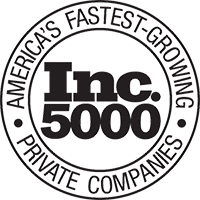 AMERICA'S FASTEST-GROWING
Inc.
5000
PRIVATE COMPANIES